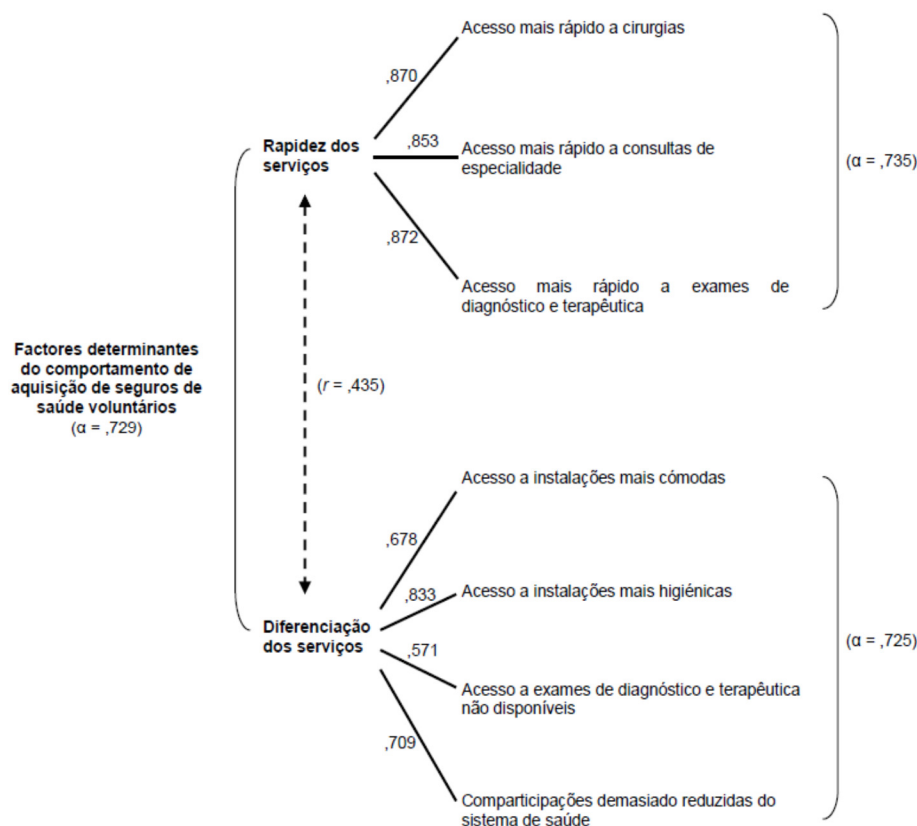 Acesso mais rápido a cirurgias
,870
Rapidez dos
serviços
,853
Acesso mais rápido a consultas de
especialidade
(α = ,735)
,872
Acesso mais rápido a exames de
diagnóstico e terapêutica
Factores determinantes
do comportamento de
aquisição de seguros de
saúde voluntários
(α = ,729)
(r = ,435)
Acesso a instalações mais cómodas
,678
,833
Acesso a instalações mais higiénicas
Diferenciação
dos serviços
,571
(α = ,725)
Acesso a exames de diagnóstico e terapêutica
não disponíveis
,709
Comparticipações demasiado reduzidas do
sistema de saúde